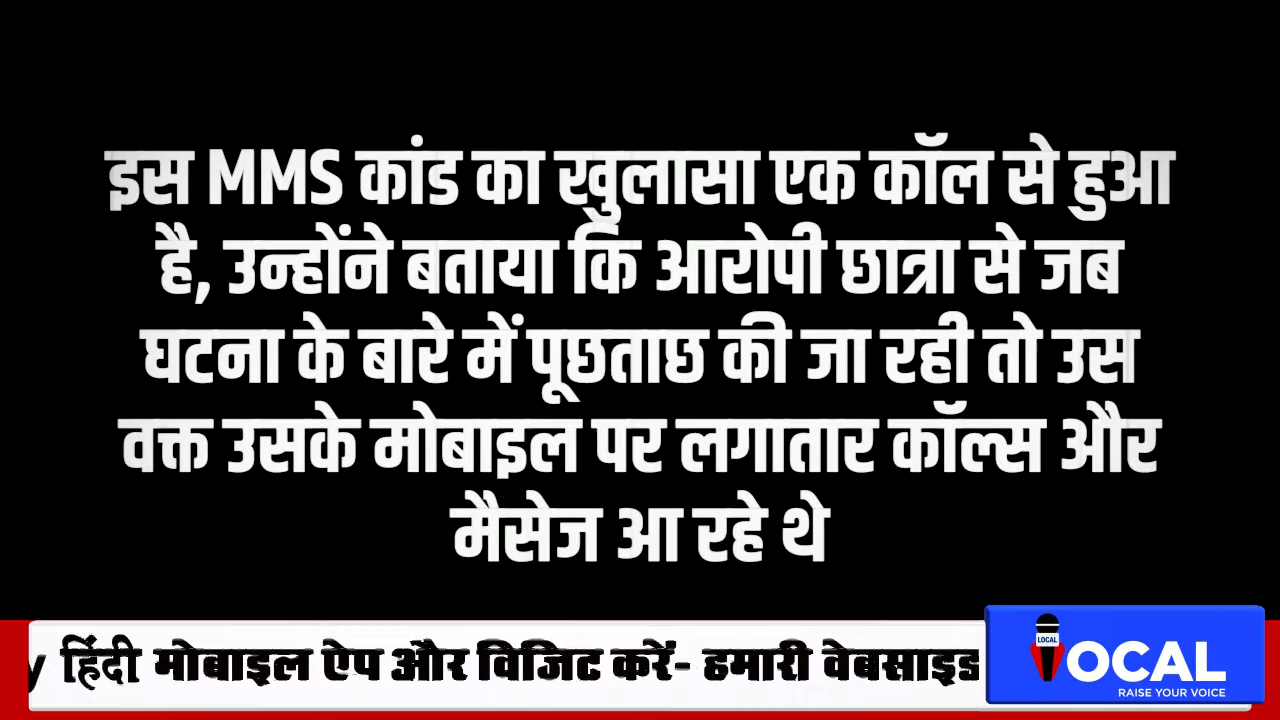 इस MMS कांड का खुलासा एक कॉल से हुआ
है, उन्होंने बताया कि आरोपी छात्रा से जब
घटना के बारे में पूछताछ की जा रही तो उस
वक्त उसके मोबाइल पर लगातार कॉल्स और
मैसेज आ रहे थे
y हिंदी मोबाइल ऐप और विजिट करें- हमारी वेबसाइड
LOCAL
VOCAL
RAISE YOUR VOICE